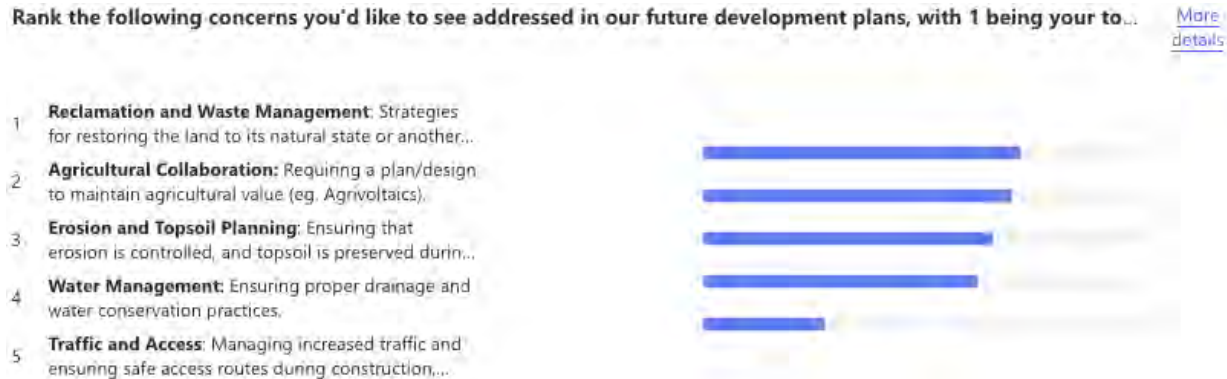 Rank the following concerns you'd like to see addressed in our future development plans, with 1 being your to...
More
details
1
Reclamation and Waste Management: Strategies
for restoring the land to its natural state or another...
2
Agricultural Collaboration: Requiring a plan/design
to maintain agricultural value (eg. Agrivoltaics).
3
Erosion and Topsoil Planning: Ensuring that
erosion is controlled, and topsoil is preserved durin...
4
Water Management: Ensuring proper drainage and
water conservation practices.
5
Traffic and Access: Managing increased traffic and
ensuring safe access routes during construction,...